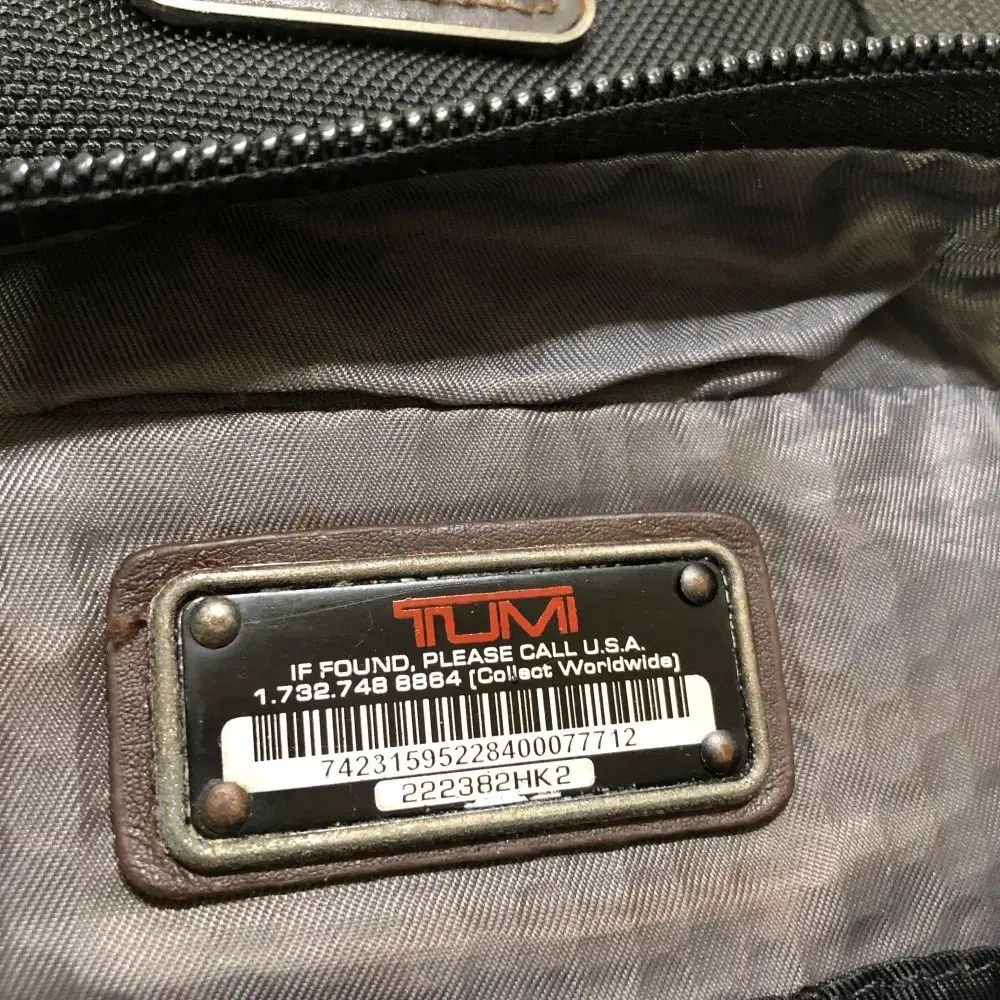 TUMI
IF FOUND, PLEASE CALL U.S.A.
1.732.748 8864 (Collect Worldwide)
74231595228400077712
222382HK2